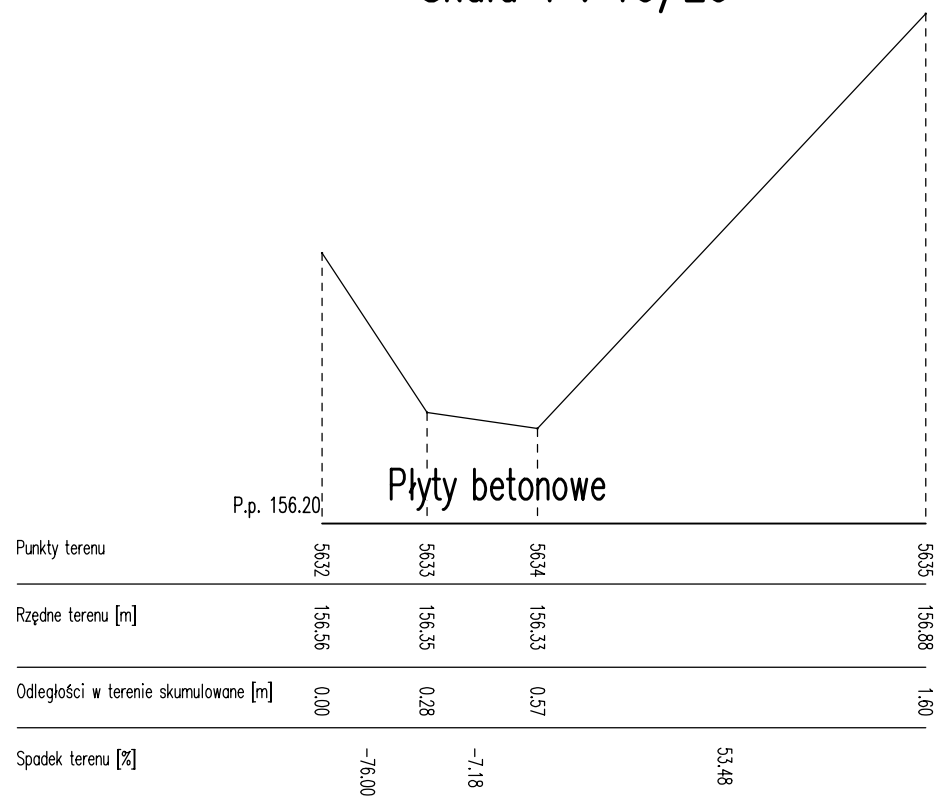 Płyty betonowe
P.p. 156.20
Punkty terenu 5632 5633 5634 5635
Rzędne terenu [m] 156.56 156.35 156.33 156.88
Odległości w terenie skumulowane [m] 0.00 0.28 0.57 1.60
Spadek terenu [%] -76.00 -7.18 53.48